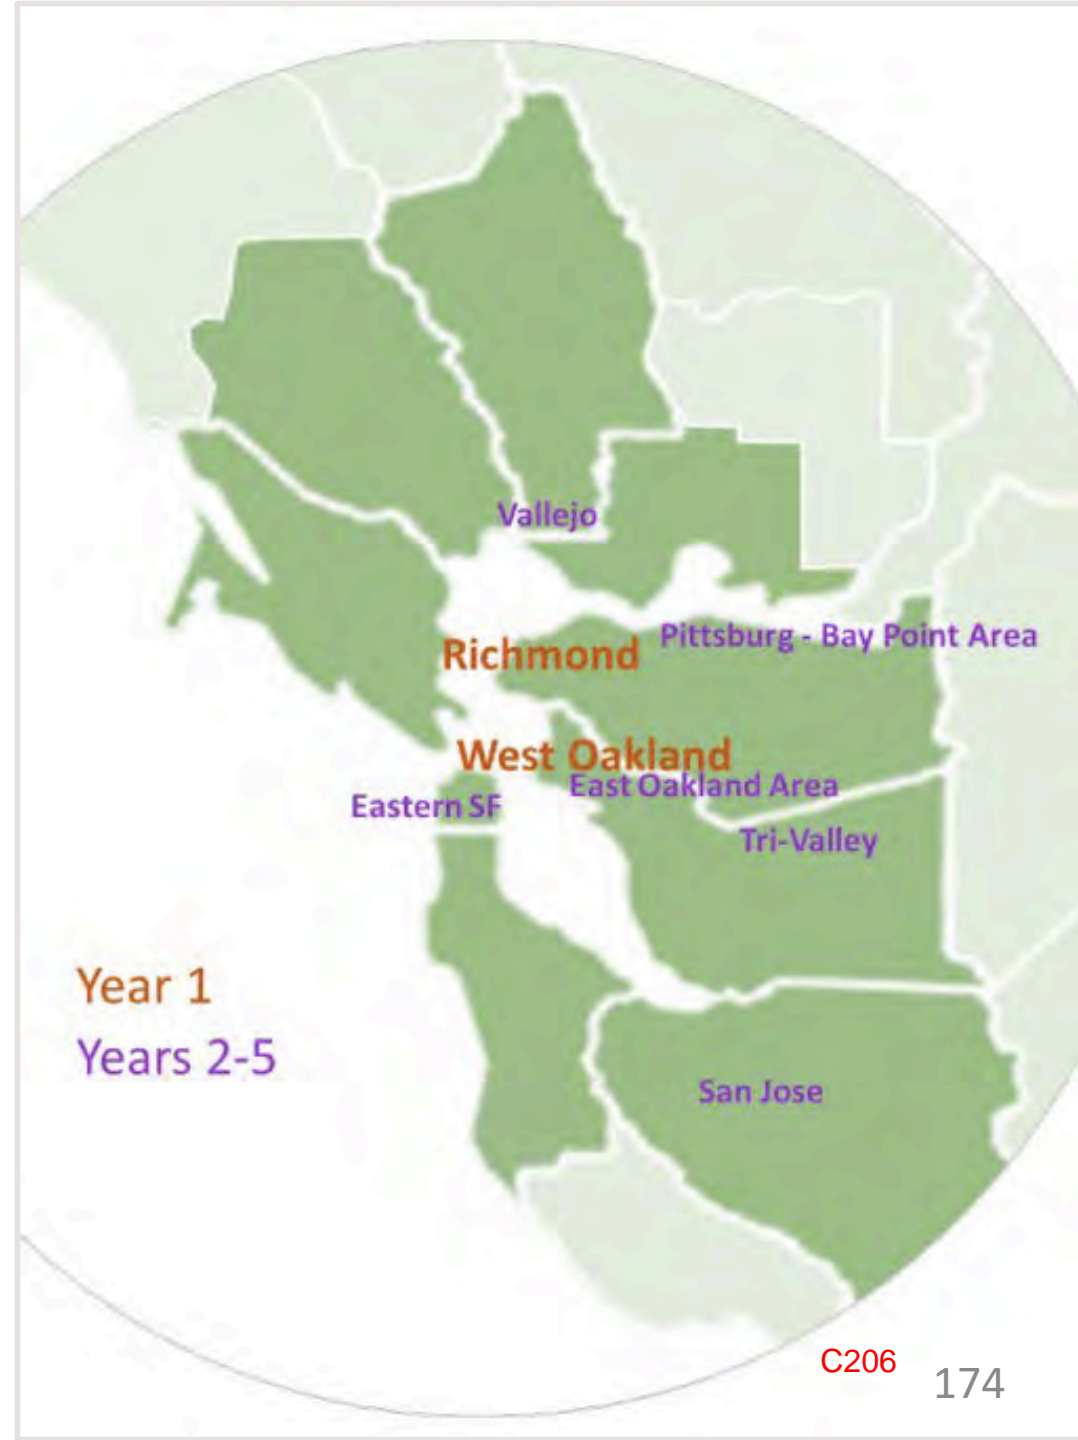 Vallejo
Pittsburg - Bay Point Area
Richmond
West Oakland
East Oakland Area
Eastern SF
Tri-Valley
Year 1
Years 2-5
San Jose
C206
174